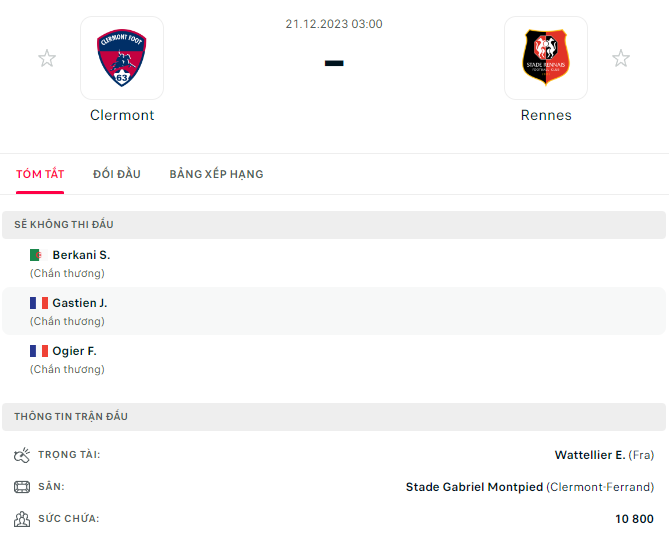 21.12.2023 03:00
CLERMONT FOOT
63
STADE RENNAIS
Clermont
Rennes
TÓM TẮT ĐỐI ĐẦU BẢNG XẾP HẠNG
SẼ KHÔNG THI ĐẤU
Berkani S.
(Chấn thương)
Gastien J.
(Chấn thương)
Ogier F.
(Chấn thương)
THÔNG TIN TRẬN ĐẤU
TRỌNG TÀI: Wattellier E. (Fra)
SÂN: Stade Gabriel Montpied (Clermont-Ferrand)
SỨC CHỨA: 10 800